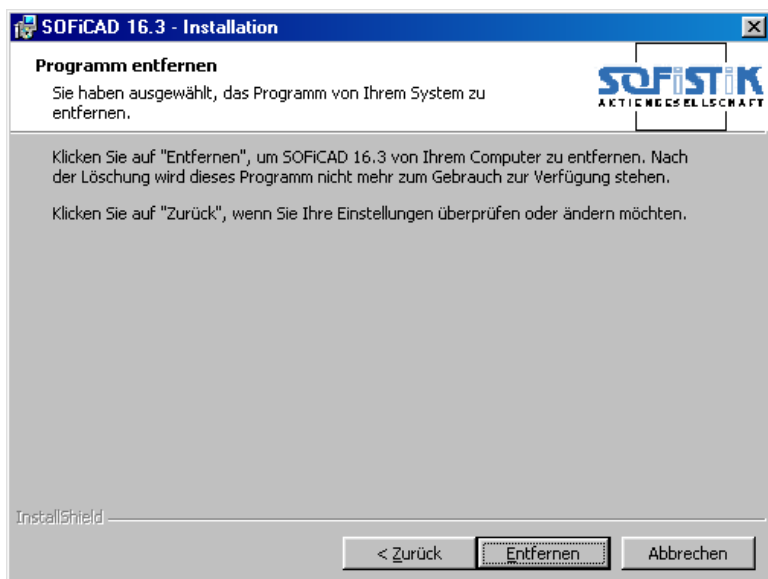 SOFiCAD 16.3 - Installation
Programm entfernen
Sie haben ausgewählt, das Programm von Ihrem System zu
entfernen.
SOFiSTiK
AKTIENGESELLSCHAFT
Klicken Sie auf "Entfernen", um SOFiCAD 16.3 von Ihrem Computer zu entfernen. Nach
der Löschung wird dieses Programm nicht mehr zum Gebrauch zur Verfügung stehen.
Klicken Sie auf "Zurück", wenn Sie Ihre Einstellungen überprüfen oder ändern möchten.
InstallShield
< Zurück
Entfernen
Abbrechen